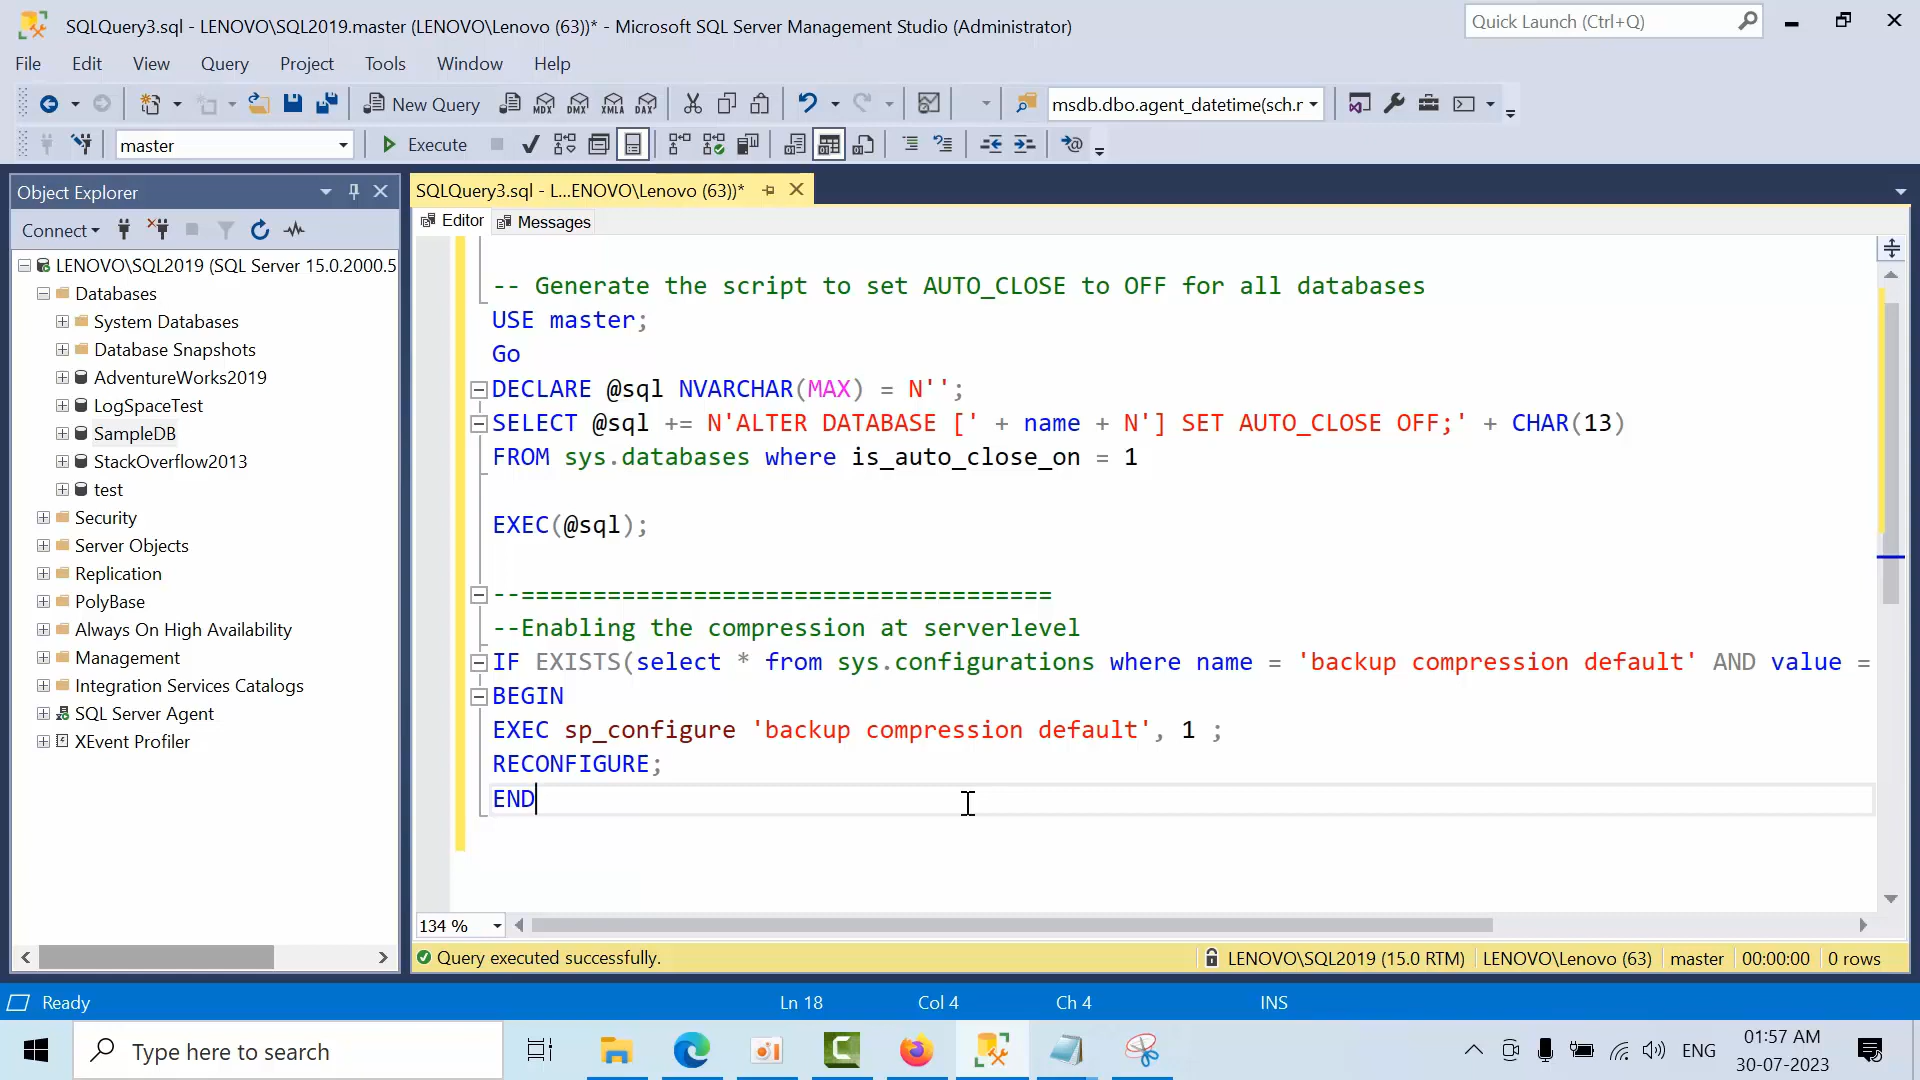 SQLQuery3.sql - LENOVO\SQL2019.master (LENOVO\Lenovo (63))* - Microsoft SQL Server Management Studio (Administrator)
Quick Launch (Ctrl+Q)
File Edit View Query Project Tools Window Help
New Query
MDX DMX XMLA DAX
msdb.dbo.agent_datetime(sch.r
master
Execute
Object Explorer
SQLQuery3.sql - L...ENOVO\Lenovo (63))*
Connect
Editor
Messages
LENOVO\SQL2019 (SQL Server 15.0.2000.5
Databases
System Databases
Database Snapshots
AdventureWorks2019
LogSpaceTest
SampleDB
StackOverflow2013
test
Security
Server Objects
Replication
PolyBase
Always On High Availability
Management
Integration Services Catalogs
SQL Server Agent
XEvent Profiler
-- Generate the script to set AUTO_CLOSE to OFF for all databases
USE master;
Go
DECLARE @sql NVARCHAR(MAX) = N'';
SELECT @sql += N'ALTER DATABASE [' + name + N'] SET AUTO_CLOSE OFF;' + CHAR(13)
FROM sys.databases where is_auto_close_on = 1
EXEC(@sql);
--=====================================
--Enabling the compression at serverlevel
IF EXISTS(select * from sys.configurations where name = 'backup compression default' AND value =
BEGIN
EXEC sp_configure 'backup compression default', 1 ;
RECONFIGURE;
END
134 %
Query executed successfully.
LENOVO\SQL2019 (15.0 RTM)
LENOVO\Lenovo (63)
master
00:00:00
0 rows
Ready
Ln 18
Col 4
Ch 4
INS
Type here to search
ENG
01:57 AM
30-07-2023